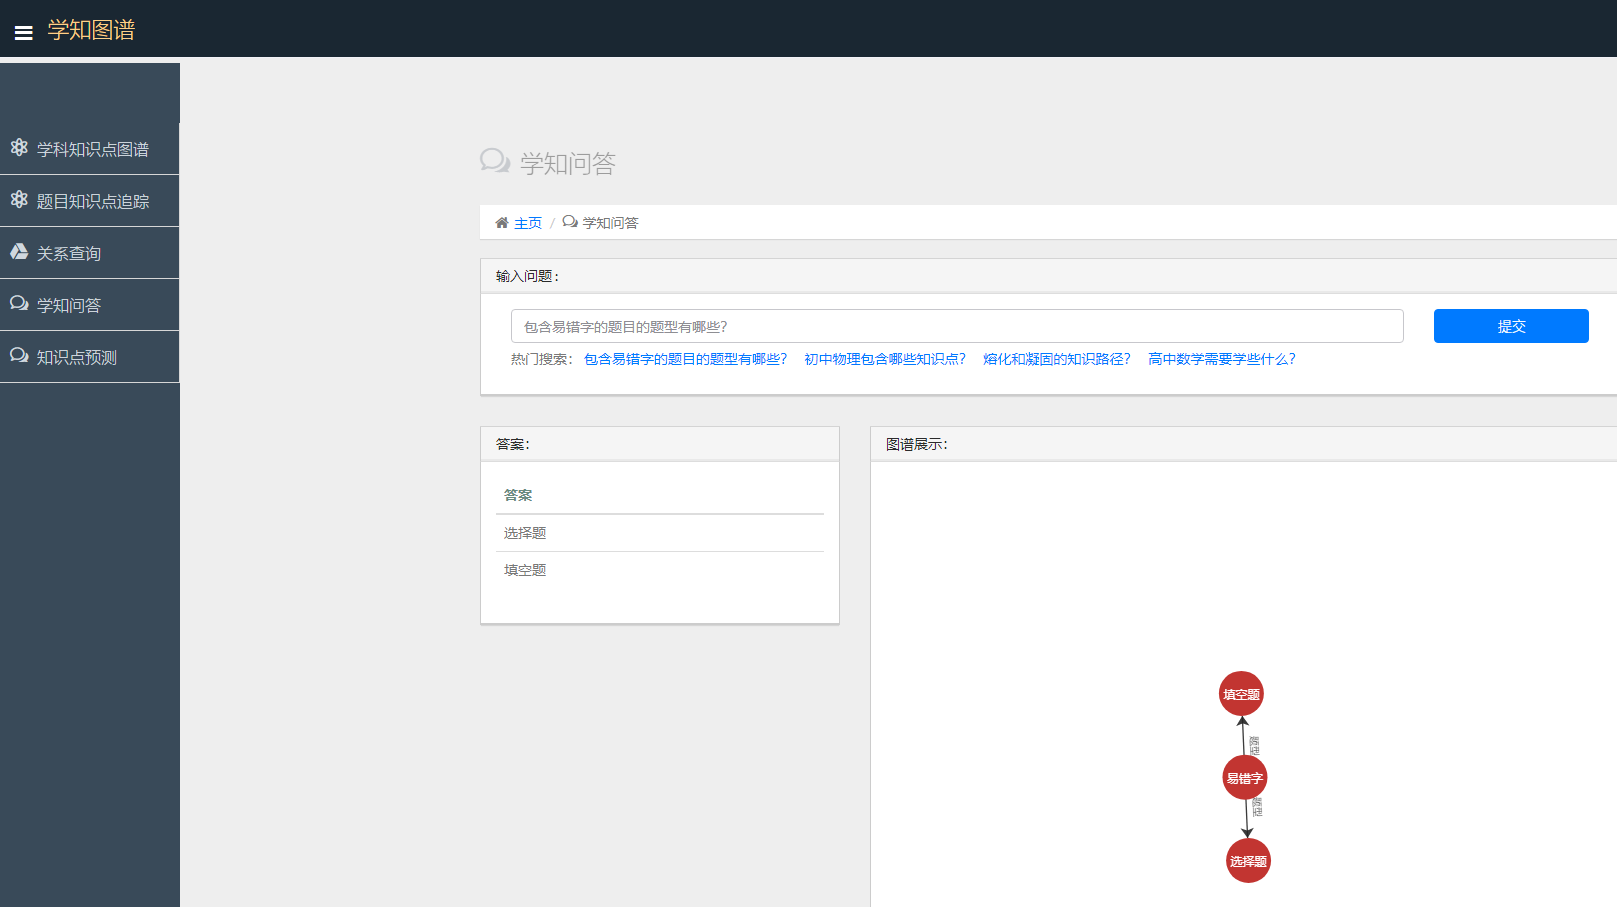 学知图谱
学科知识点图谱
题目知识点追踪
关系查询
学知问答
知识点预测
学知问答
主页 / 学知问答
输入问题：
包含易错字的题目的题型有哪些?
提交
热门搜索： 包含易错字的题目的题型有哪些? 初中物理包含哪些知识点? 熔化和凝固的知识路径? 高中数学需要学些什么?
答案：
答案
选择题
填空题
图谱展示：
填空题
题型
易错字
题型
选择题